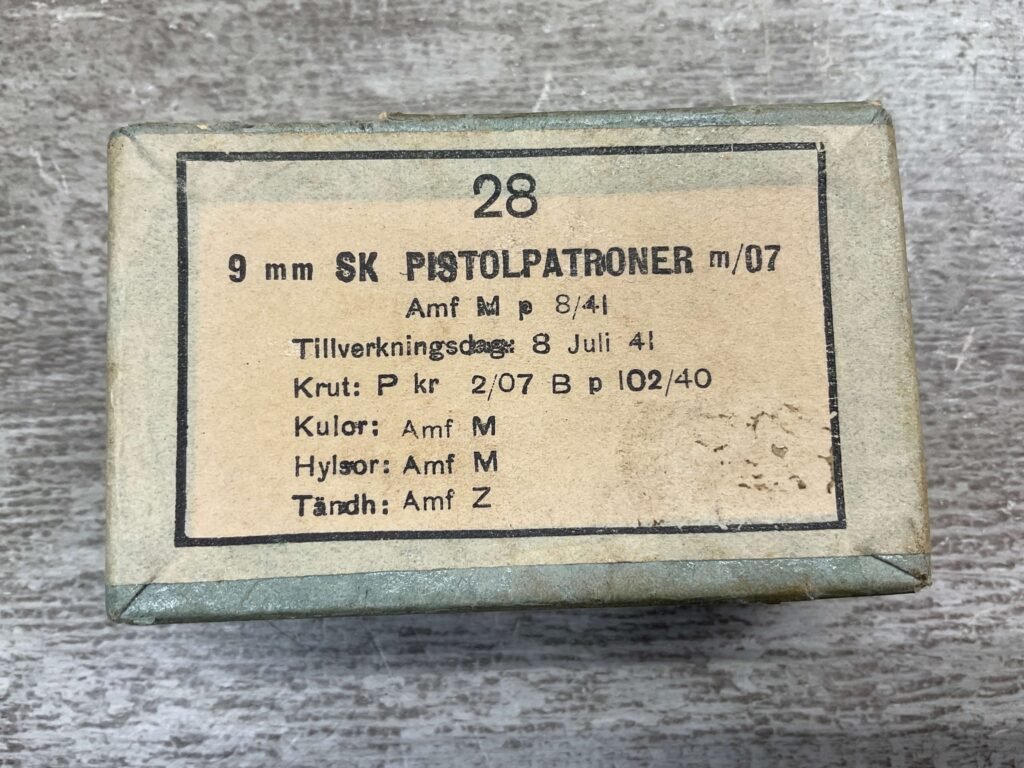 28
9 mm SK PISTOLPATRONER m/07
Amf M p 8/41
Tillverkningsdag: 8 Juli 41
Krut: P kr 2/07 B p 102/40
Kulor: Amf M
Hylsor: Amf M
Tändh: Amf Z